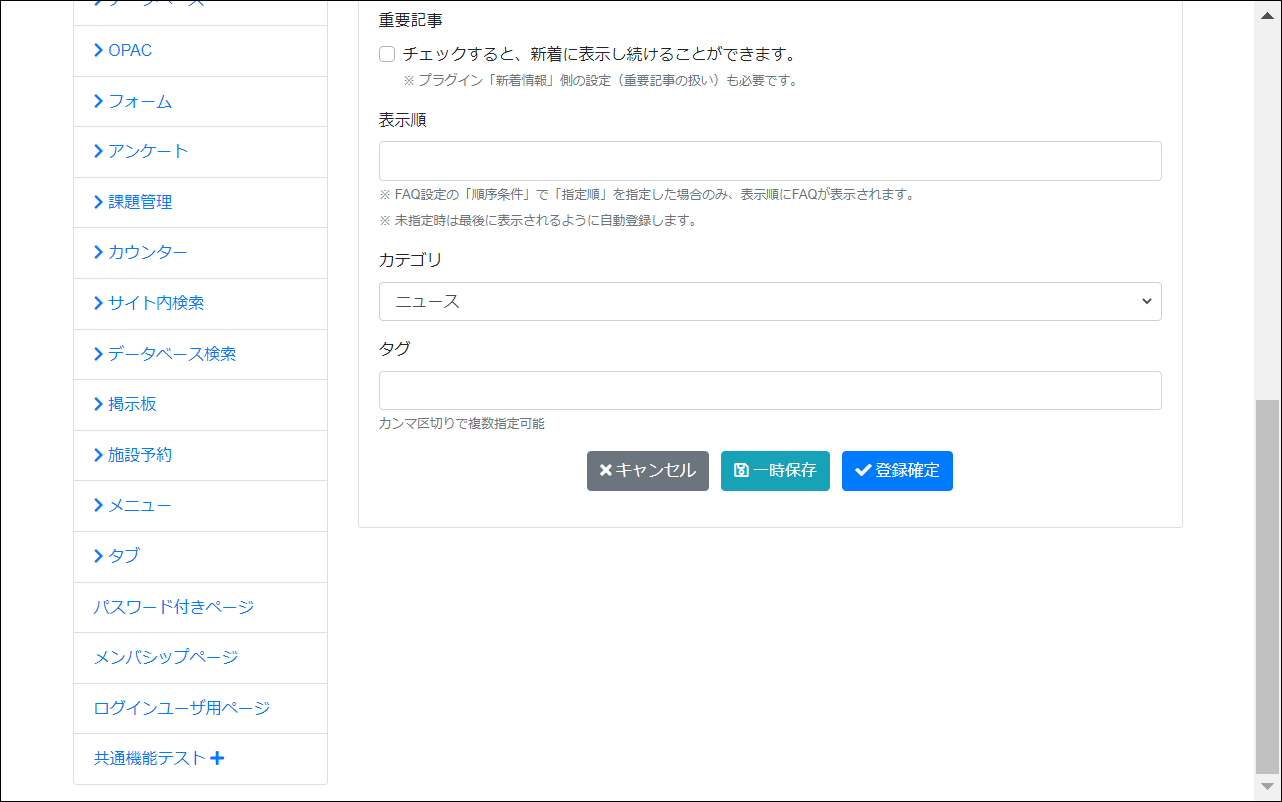 データベース
OPAC
フォーム
アンケート
課題管理
カウンター
サイト内検索
データベース検索
掲示板
施設予約
メニュー
タブ
パスワード付きページ
メンバシップページ
ログインユーザ用ページ
共通機能テスト
重要記事
チェックすると、新着に表示し続けることができます。
※ プラグイン「新着情報」側の設定（重要記事の扱い）も必要です。
表示順
※ FAQ設定の「順序条件」で「指定順」を指定した場合のみ、表示順にFAQが表示されます。
※ 未指定時は最後に表示されるように自動登録します。
カテゴリ
ニュース
タグ
カンマ区切りで複数指定可能
キャンセル 一時保存 登録確定